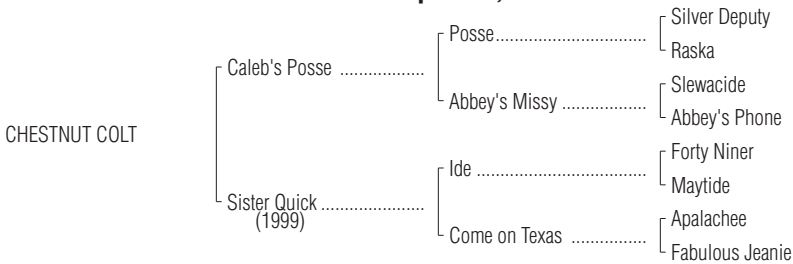 Silver Deputy
Posse
Raska
Caleb's Posse
Slewacide
Abbey's Missy
Abbey's Phone
CHESTNUT COLT
Forty Niner
Ide
Maytide
Sister Quick
(1999)
Apalachee
Come on Texas
Fabulous Jeanie